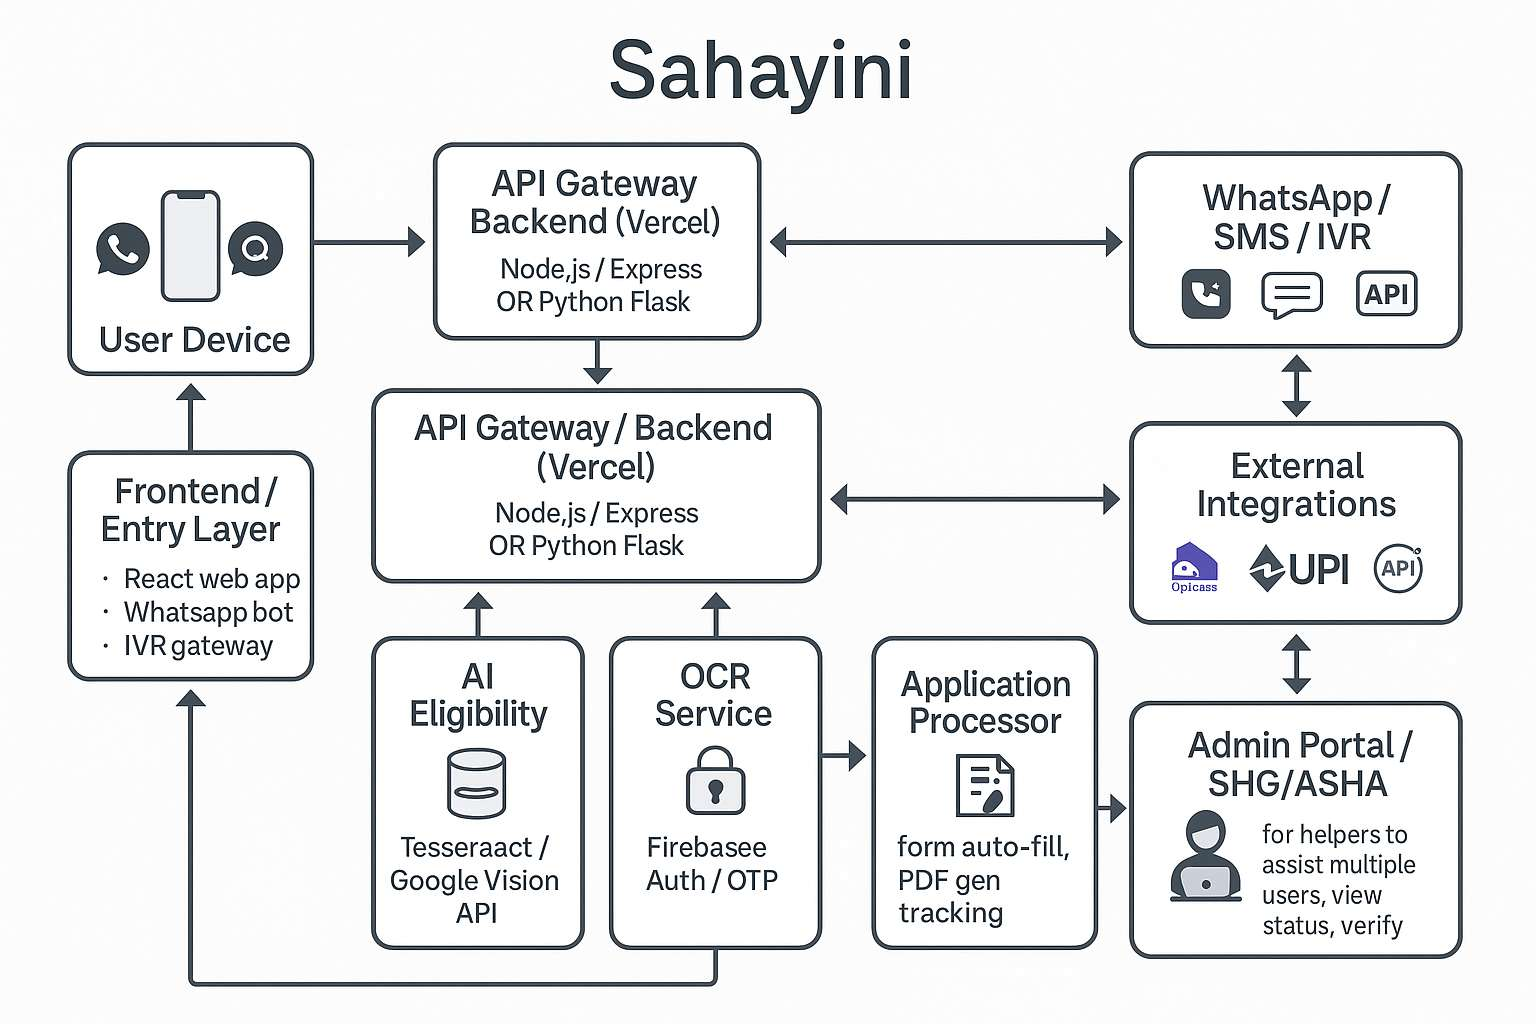 Sahayini
User Device
API Gateway
Backend (Vercel)
Node,js / Express
OR Python Flask
WhatsApp /
SMS / IVR
API
Frontend /
Entry Layer
· React web app
· Whatsapp bot
· IVR gateway
API Gateway / Backend
(Vercel)
Node,js / Express
OR Python Flask
External
Integrations
Opicass
UPI
API
AI
Eligibility
Tesseraact /
Google Vision
API
OCR
Service
Firebasee
Auth / OTP
Application
Processor
form auto-fill,
PDF gen
tracking
Admin Portal /
SHG/ASHA
for helpers to
assist multiple
users, view
status, verify